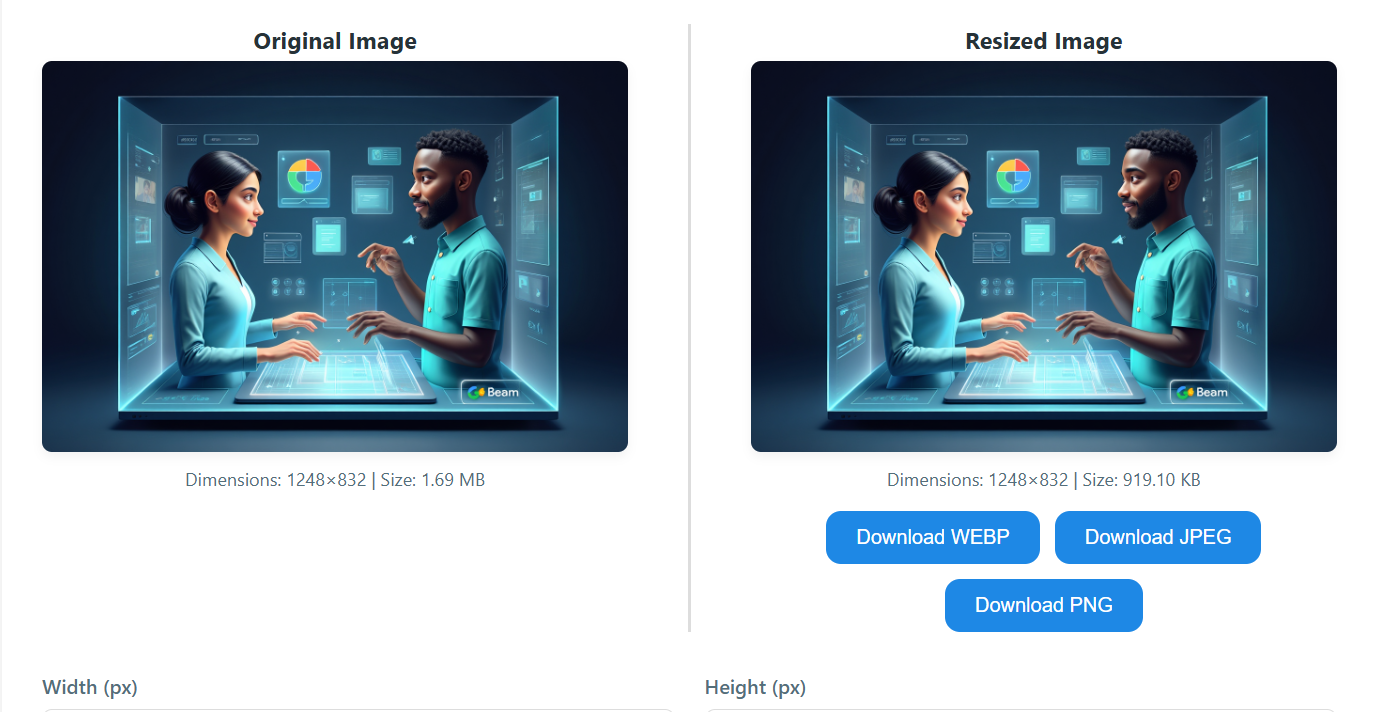 Original Image
Resized Image
Beam
Beam
Dimensions: 1248×832 | Size: 1.69 MB
Dimensions: 1248×832 | Size: 919.10 KB
Download WEBP
Download JPEG
Download PNG
Width (px)
Height (px)